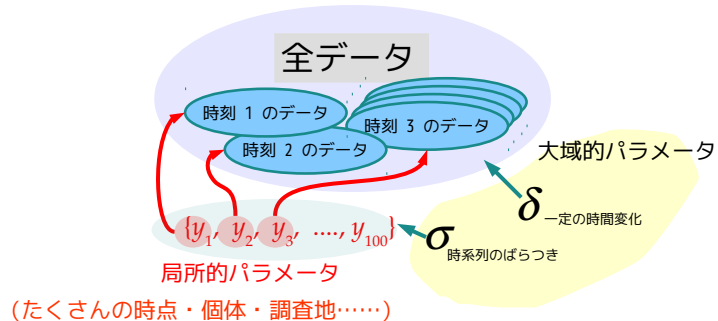 全データ
時刻 1 のデータ
時刻 3 のデータ
時刻 2 のデータ
大域的パラメータ
δ 一定の時間変化
{y1, y2, y3, ...., y100}
σ 時系列のばらつき
局所的パラメータ
(たくさんの時点・個体・調査地……)